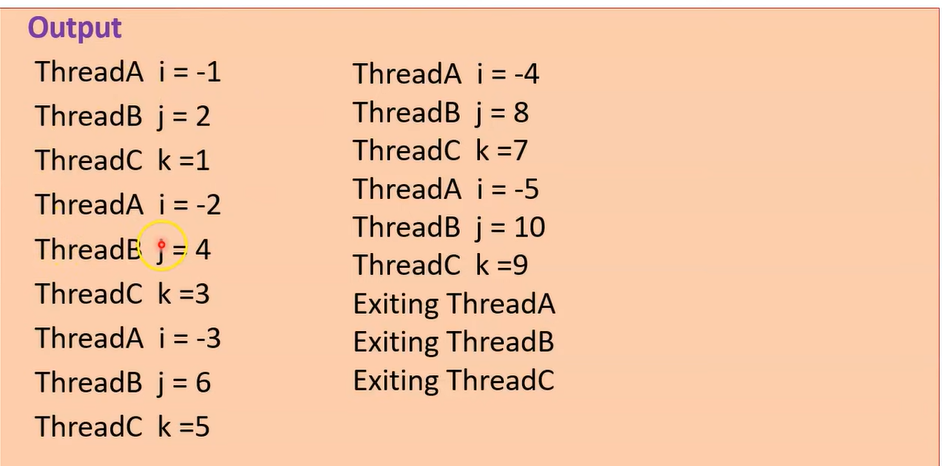 Output
ThreadA i = -1
ThreadB j = 2
ThreadC k =1
ThreadA i = -2
ThreadB j = 4
ThreadC k =3
ThreadA i = -3
ThreadB j = 6
ThreadC k =5
ThreadA i = -4
ThreadB j = 8
ThreadC k =7
ThreadA i = -5
ThreadB j = 10
ThreadC k =9
Exiting ThreadA
Exiting ThreadB
Exiting ThreadC